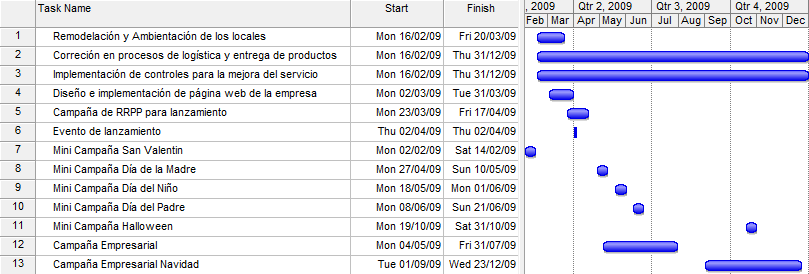 Task Name Start Finish , 2009 Qtr 2, 2009 Qtr 3, 2009 Qtr 4, 2009
Feb Mar Apr May Jun Jul Aug Sep Oct Nov Dec
1 Remodelación y Ambientación de los locales Mon 16/02/09 Fri 20/03/09
2 Correción en procesos de logística y entrega de productos Mon 16/02/09 Thu 31/12/09
3 Implementación de controles para la mejora del servicio Mon 16/02/09 Thu 31/12/09
4 Diseño e implementación de página web de la empresa Mon 02/03/09 Tue 31/03/09
5 Campaña de RRPP para lanzamiento Mon 23/03/09 Fri 17/04/09
6 Evento de lanzamiento Thu 02/04/09 Thu 02/04/09
7 Mini Campaña San Valentin Mon 02/02/09 Sat 14/02/09
8 Mini Campaña Día de la Madre Mon 27/04/09 Sun 10/05/09
9 Mini Campaña Día del Niño Mon 18/05/09 Mon 01/06/09
10 Mini Campaña Día del Padre Mon 08/06/09 Sun 21/06/09
11 Mini Campaña Halloween Mon 19/10/09 Sat 31/10/09
12 Campaña Empresarial Mon 04/05/09 Fri 31/07/09
13 Campaña Empresarial Navidad Tue 01/09/09 Wed 23/12/09